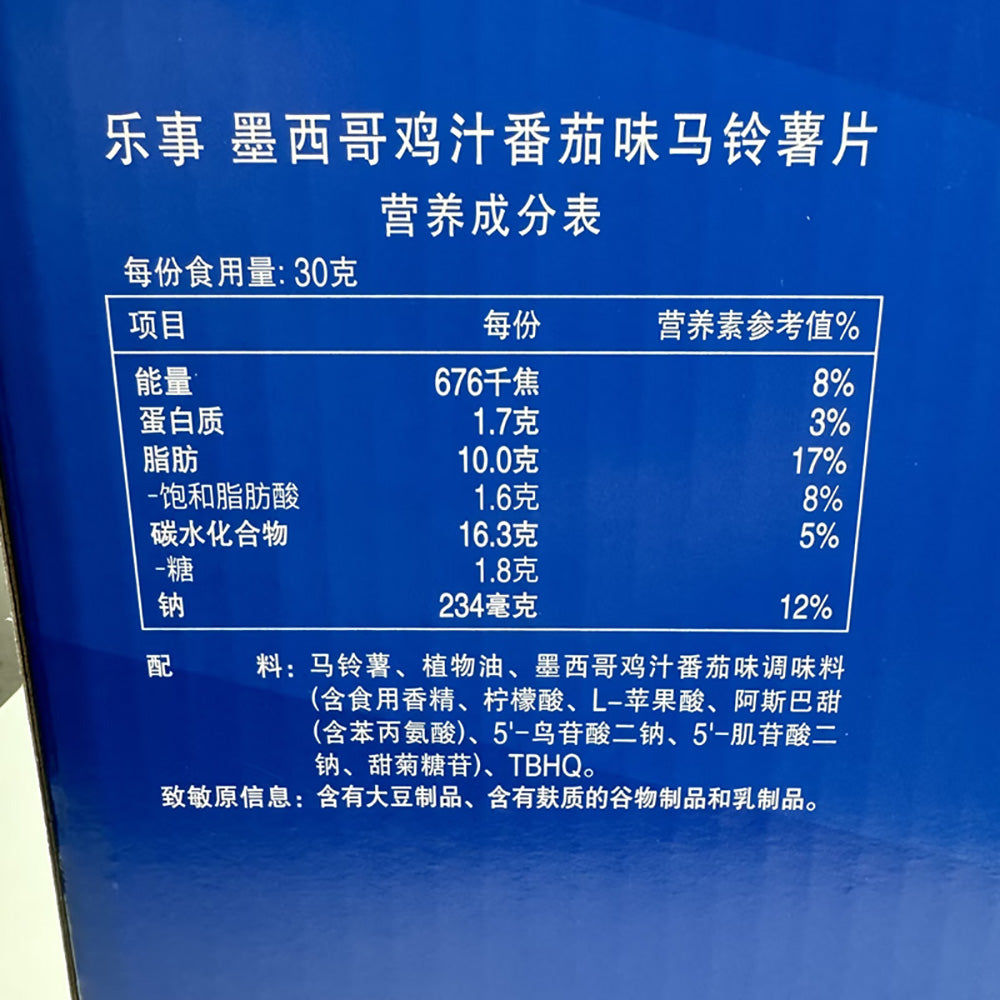 乐事 墨西哥鸡汁番茄味马铃薯片
营养成分表
每份食用量: 30克
项目 每份 营养素参考值%
能量 676千焦 8%
蛋白质 1.7克 3%
脂肪 10.0克 17%
-饱和脂肪酸 1.6克 8%
碳水化合物 16.3克 5%
-糖 1.8克
钠 234毫克 12%
配料: 马铃薯、植物油、墨西哥鸡汁番茄味调味料
(含食用香精、柠檬酸、L-苹果酸、阿斯巴甜
(含苯丙氨酸)、5'-鸟苷酸二钠、5'-肌苷酸二
钠、甜菊糖苷)、TBHQ。
致敏原信息: 含有大豆制品、含有麸质的谷物制品和乳制品。